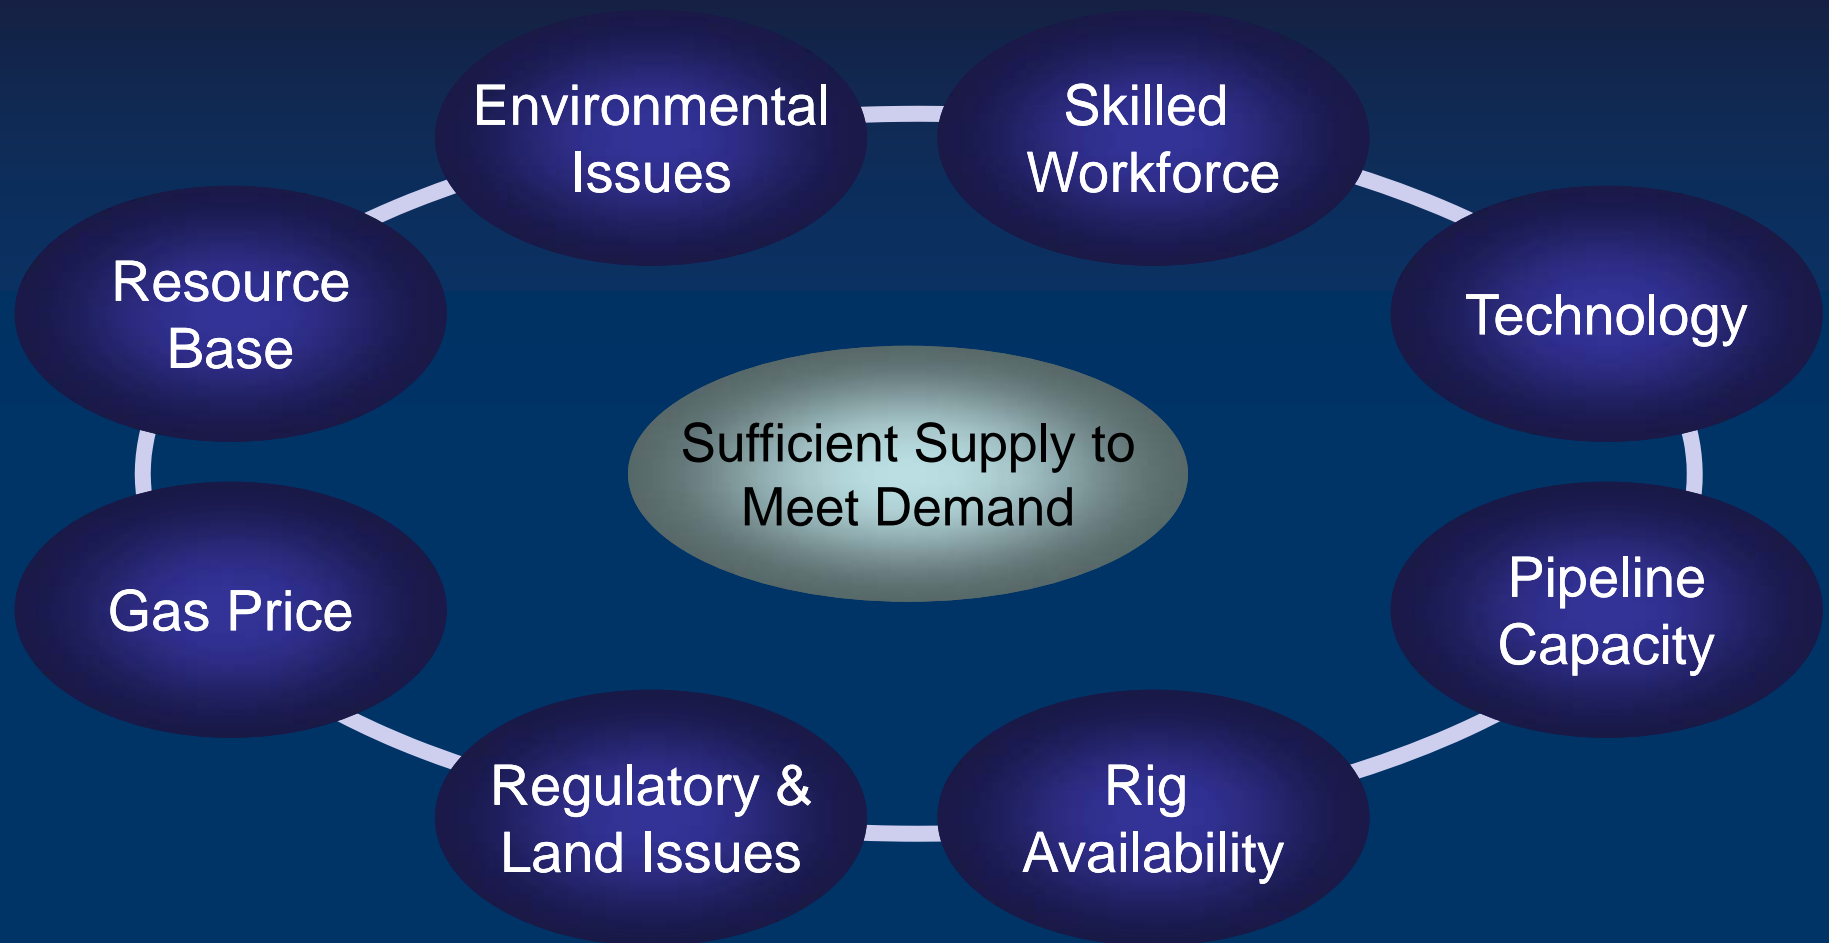 Environmental
Issues
Skilled
Workforce
Resource
Base
Technology
Sufficient Supply to
Meet Demand
Gas Price
Pipeline
Capacity
Regulatory &
Land Issues
Rig
Availability